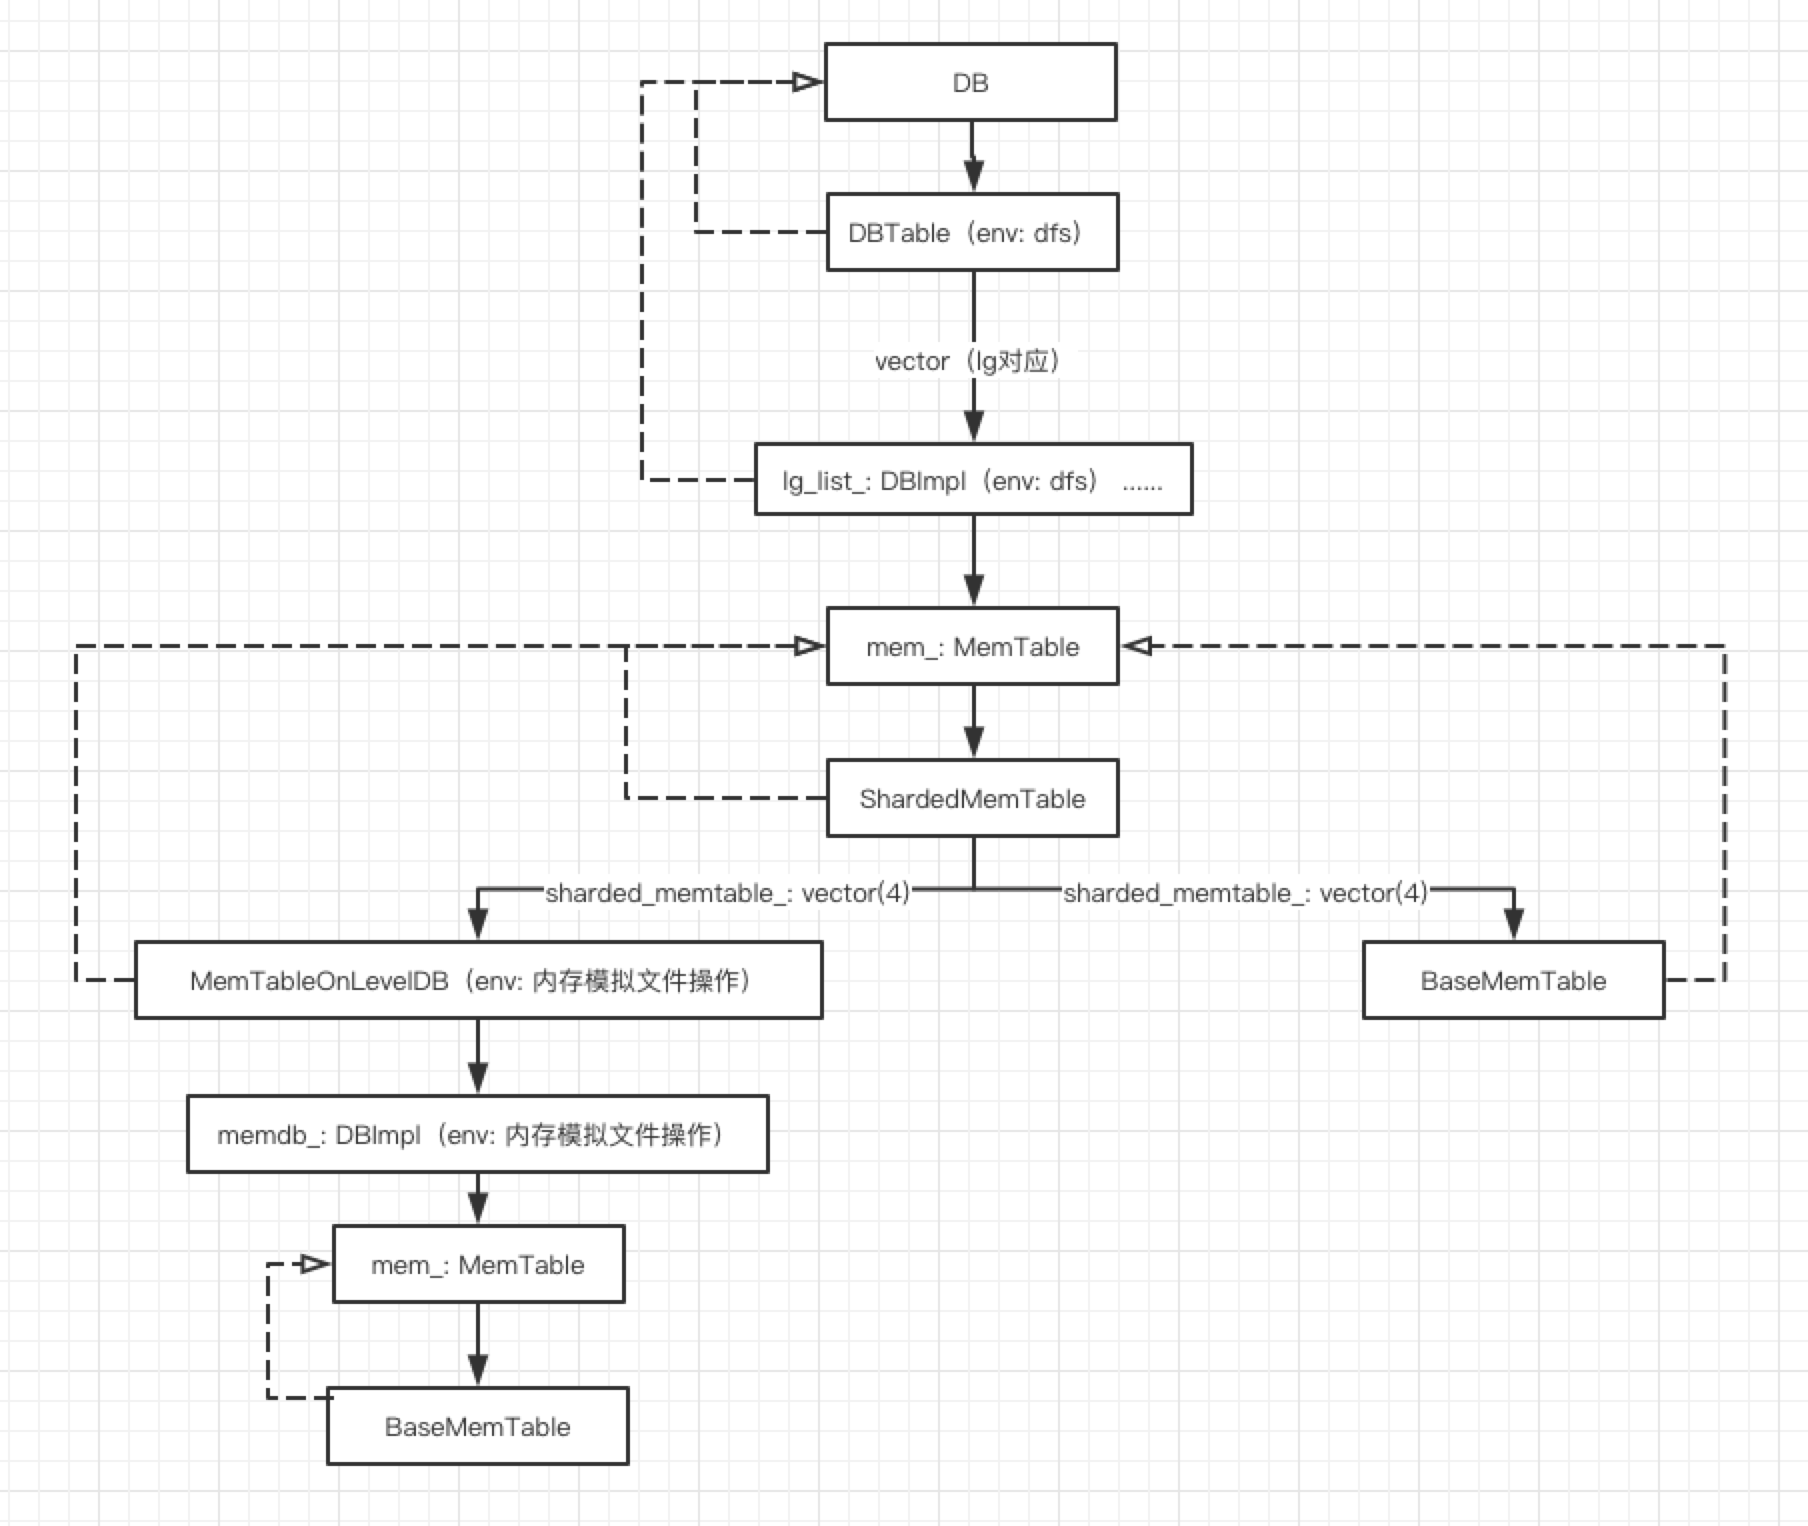 DB
DBTable（env: dfs）
vector（lg对应）
lg_list_: DBImpl（env: dfs） ......
mem_: MemTable
ShardedMemTable
sharded_memtable_: vector(4)
sharded_memtable_: vector(4)
MemTableOnLevelDB（env: 内存模拟文件操作）
BaseMemTable
memdb_: DBImpl（env: 内存模拟文件操作）
mem_: MemTable
BaseMemTable